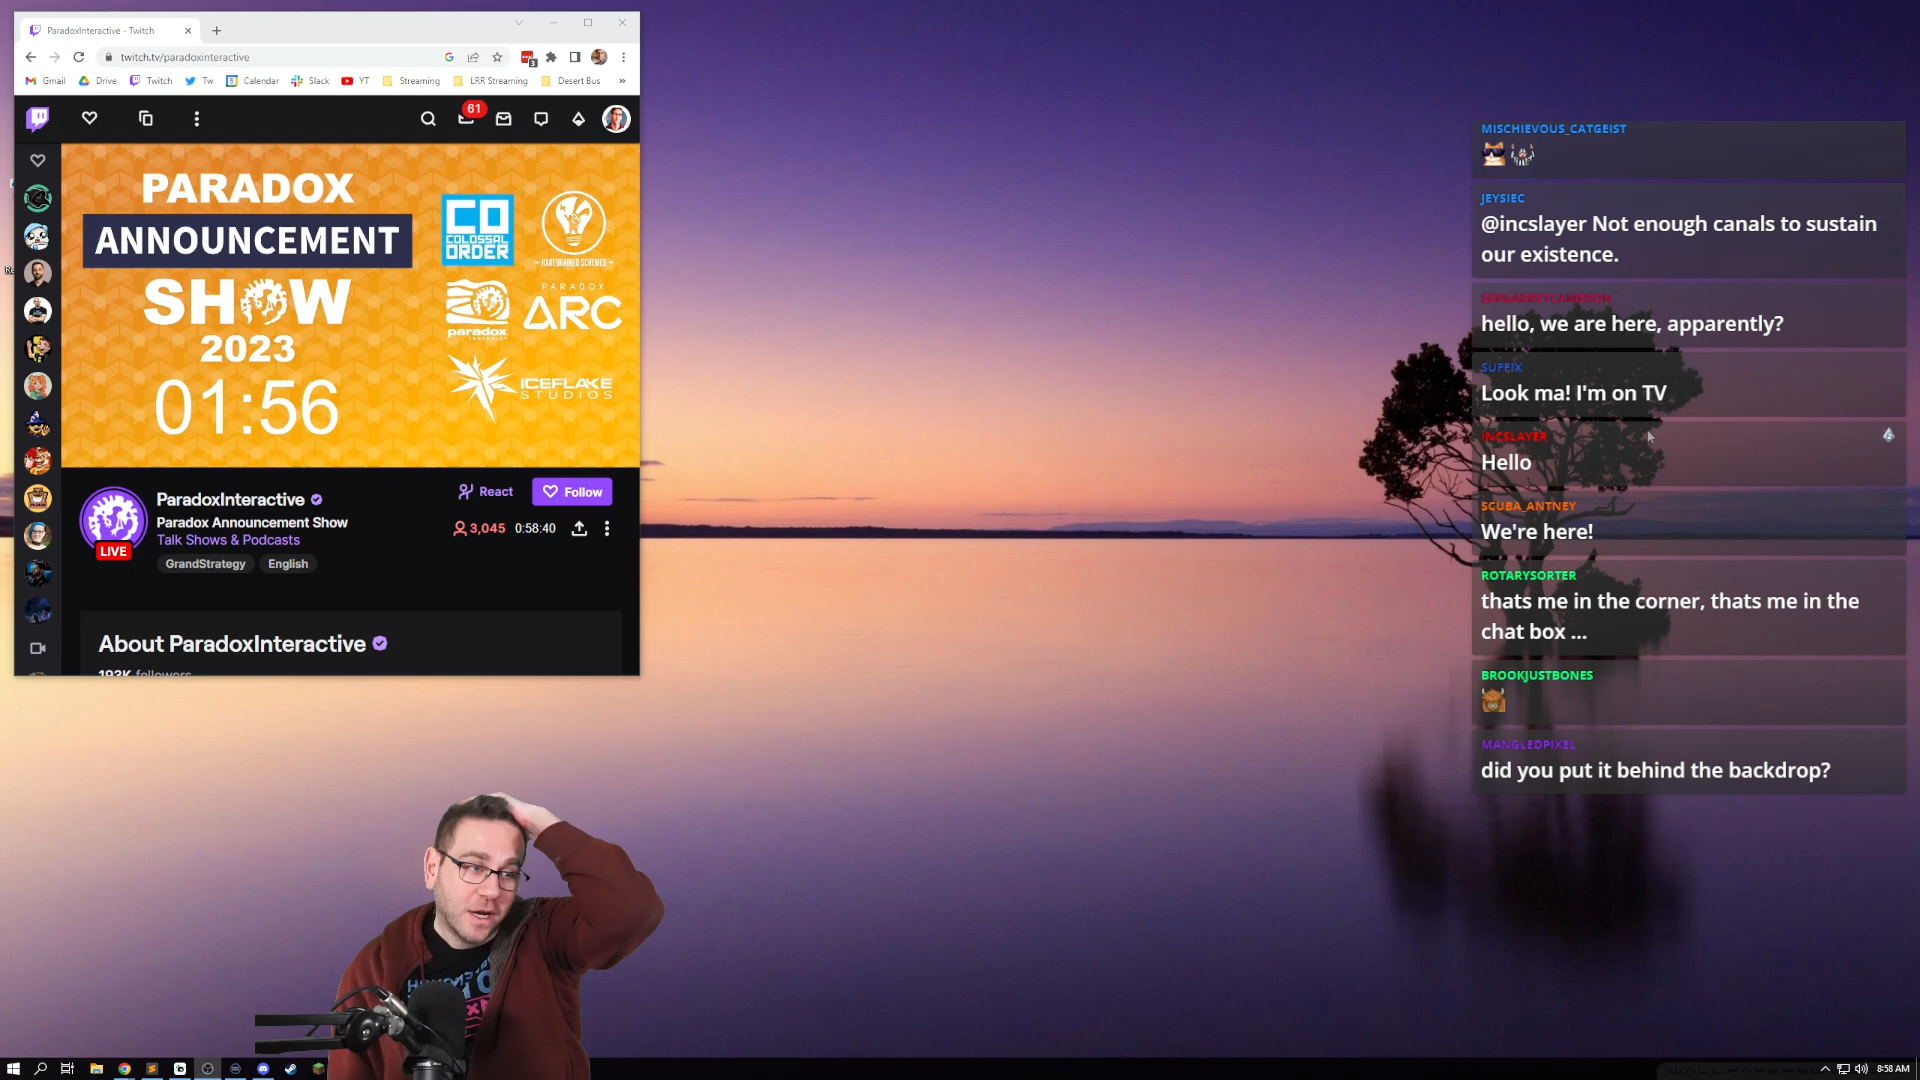 ParadoxInteractive - Twitch
twitch.tv/paradoxinteractive
3
Gmail
Drive
Twitch
Tw
Calendar
Slack
YT
Streaming
LRR Streaming
Desert Bus
»
61
PARADOX
ANNOUNCEMENT
SHOW
2023
01:56
CO
COLOSSAL
ORDER
HAREBRAINED SCHEMES
paradox
PARADOX
ARC
ICEFLAKE
STUDIOS
LIVE
ParadoxInteractive
Paradox Announcement Show
Talk Shows & Podcasts
GrandStrategy
English
React
Follow
3,045
0:58:40
About ParadoxInteractive
193K followers
MISCHIEVOUS_CATGEIST
JEYSIEC
@incslayer Not enough canals to sustain
our existence.
hello, we are here, apparently?
SUFEIX
Look ma! I'm on TV
INCSLAYER
Hello
SCUBA_ANTNEY
We're here!
ROTARYSORTER
thats me in the corner, thats me in the
chat box ...
BROOKJUSTBONES
MANGLEDPIXEL
did you put it behind the backdrop?
8:58 AM